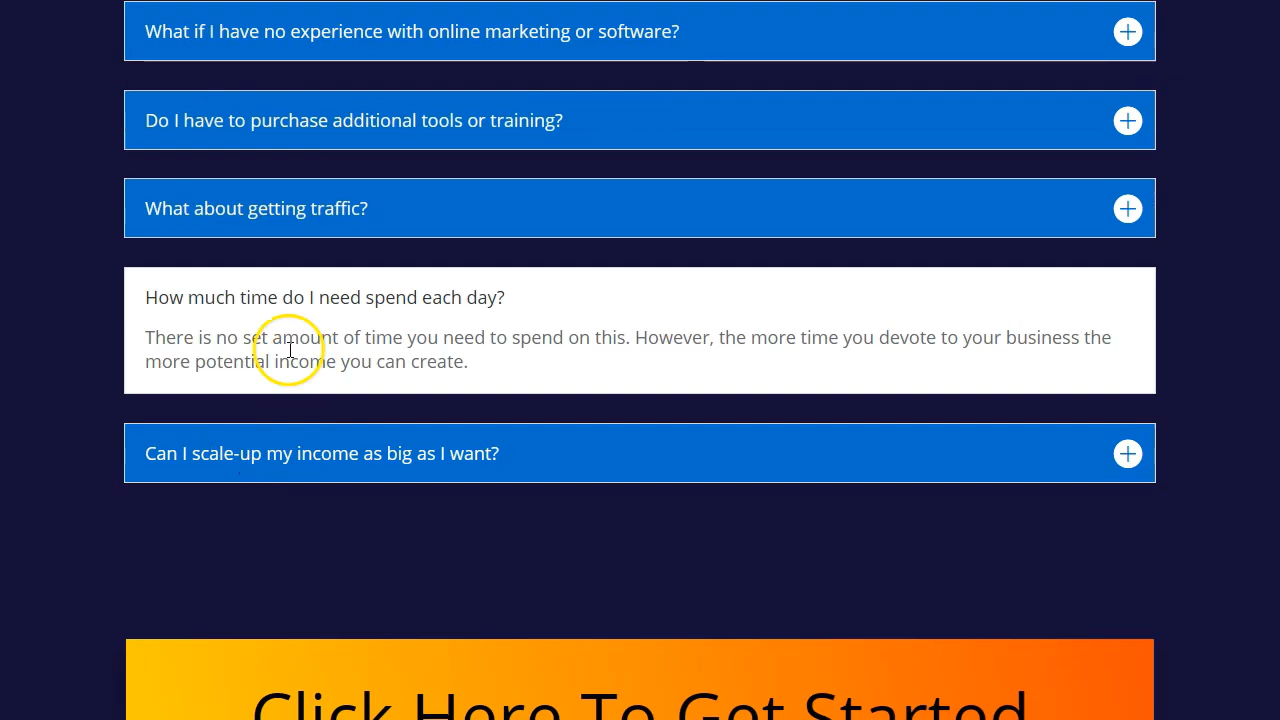 What if I have no experience with online marketing or software?
Do I have to purchase additional tools or training?
What about getting traffic?
How much time do I need spend each day?
There is no set amount of time you need to spend on this. However, the more time you devote to your business the
more potential income you can create.
Can I scale-up my income as big as I want?
Click Here To Get Started